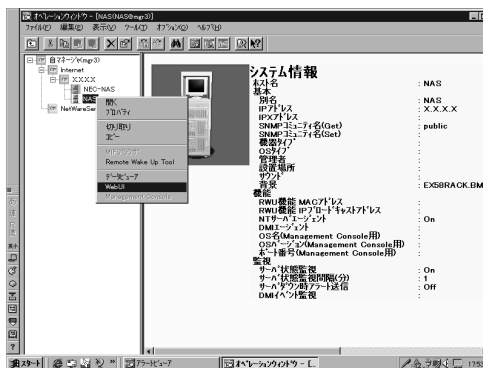 オペレーションウィンドウ - [NAS(NAS@mgr3)]
ファイル(F) 編集(E) 表示(V) ツール(T) オプション(O) ヘルプ(H)
自マネージャ(mgr3)
Internet
X.X.X.X
NEC-NAS
NAS
NetWareSer
開く
プロパティ
切り取り
コピー
MIBブラウザ
Remote Wake Up Tool
データビューア
WebUI
Management Console
システム情報
ホスト名 : NAS
基本
別名 : NAS
IPアドレス : X.X.X.X
IPXアドレス :
SNMPコミュニティ名(Get) : public
SNMPコミュニティ名(Set) :
機器タイプ :
OSタイプ :
管理者 :
設置場所 :
サウンド :
背景 : EX58RACK.BM
機能
RWU機能 MACアドレス :
RWU機能 IPブロードキャストアドレス :
NTサーバエージェント : On
DMIエージェント :
OS名(Management Console用) :
OSバージョン(Management Console用) :
ポート番号(Management Console用) :
監視
サーバ状態監視 : On
サーバ状態監視間隔(分) : 1
サーバダウン時アラート送信 : Off
DMIイベント監視 :
スタート
アラートビューア
オペレーションウィンドウ - [...
17:53